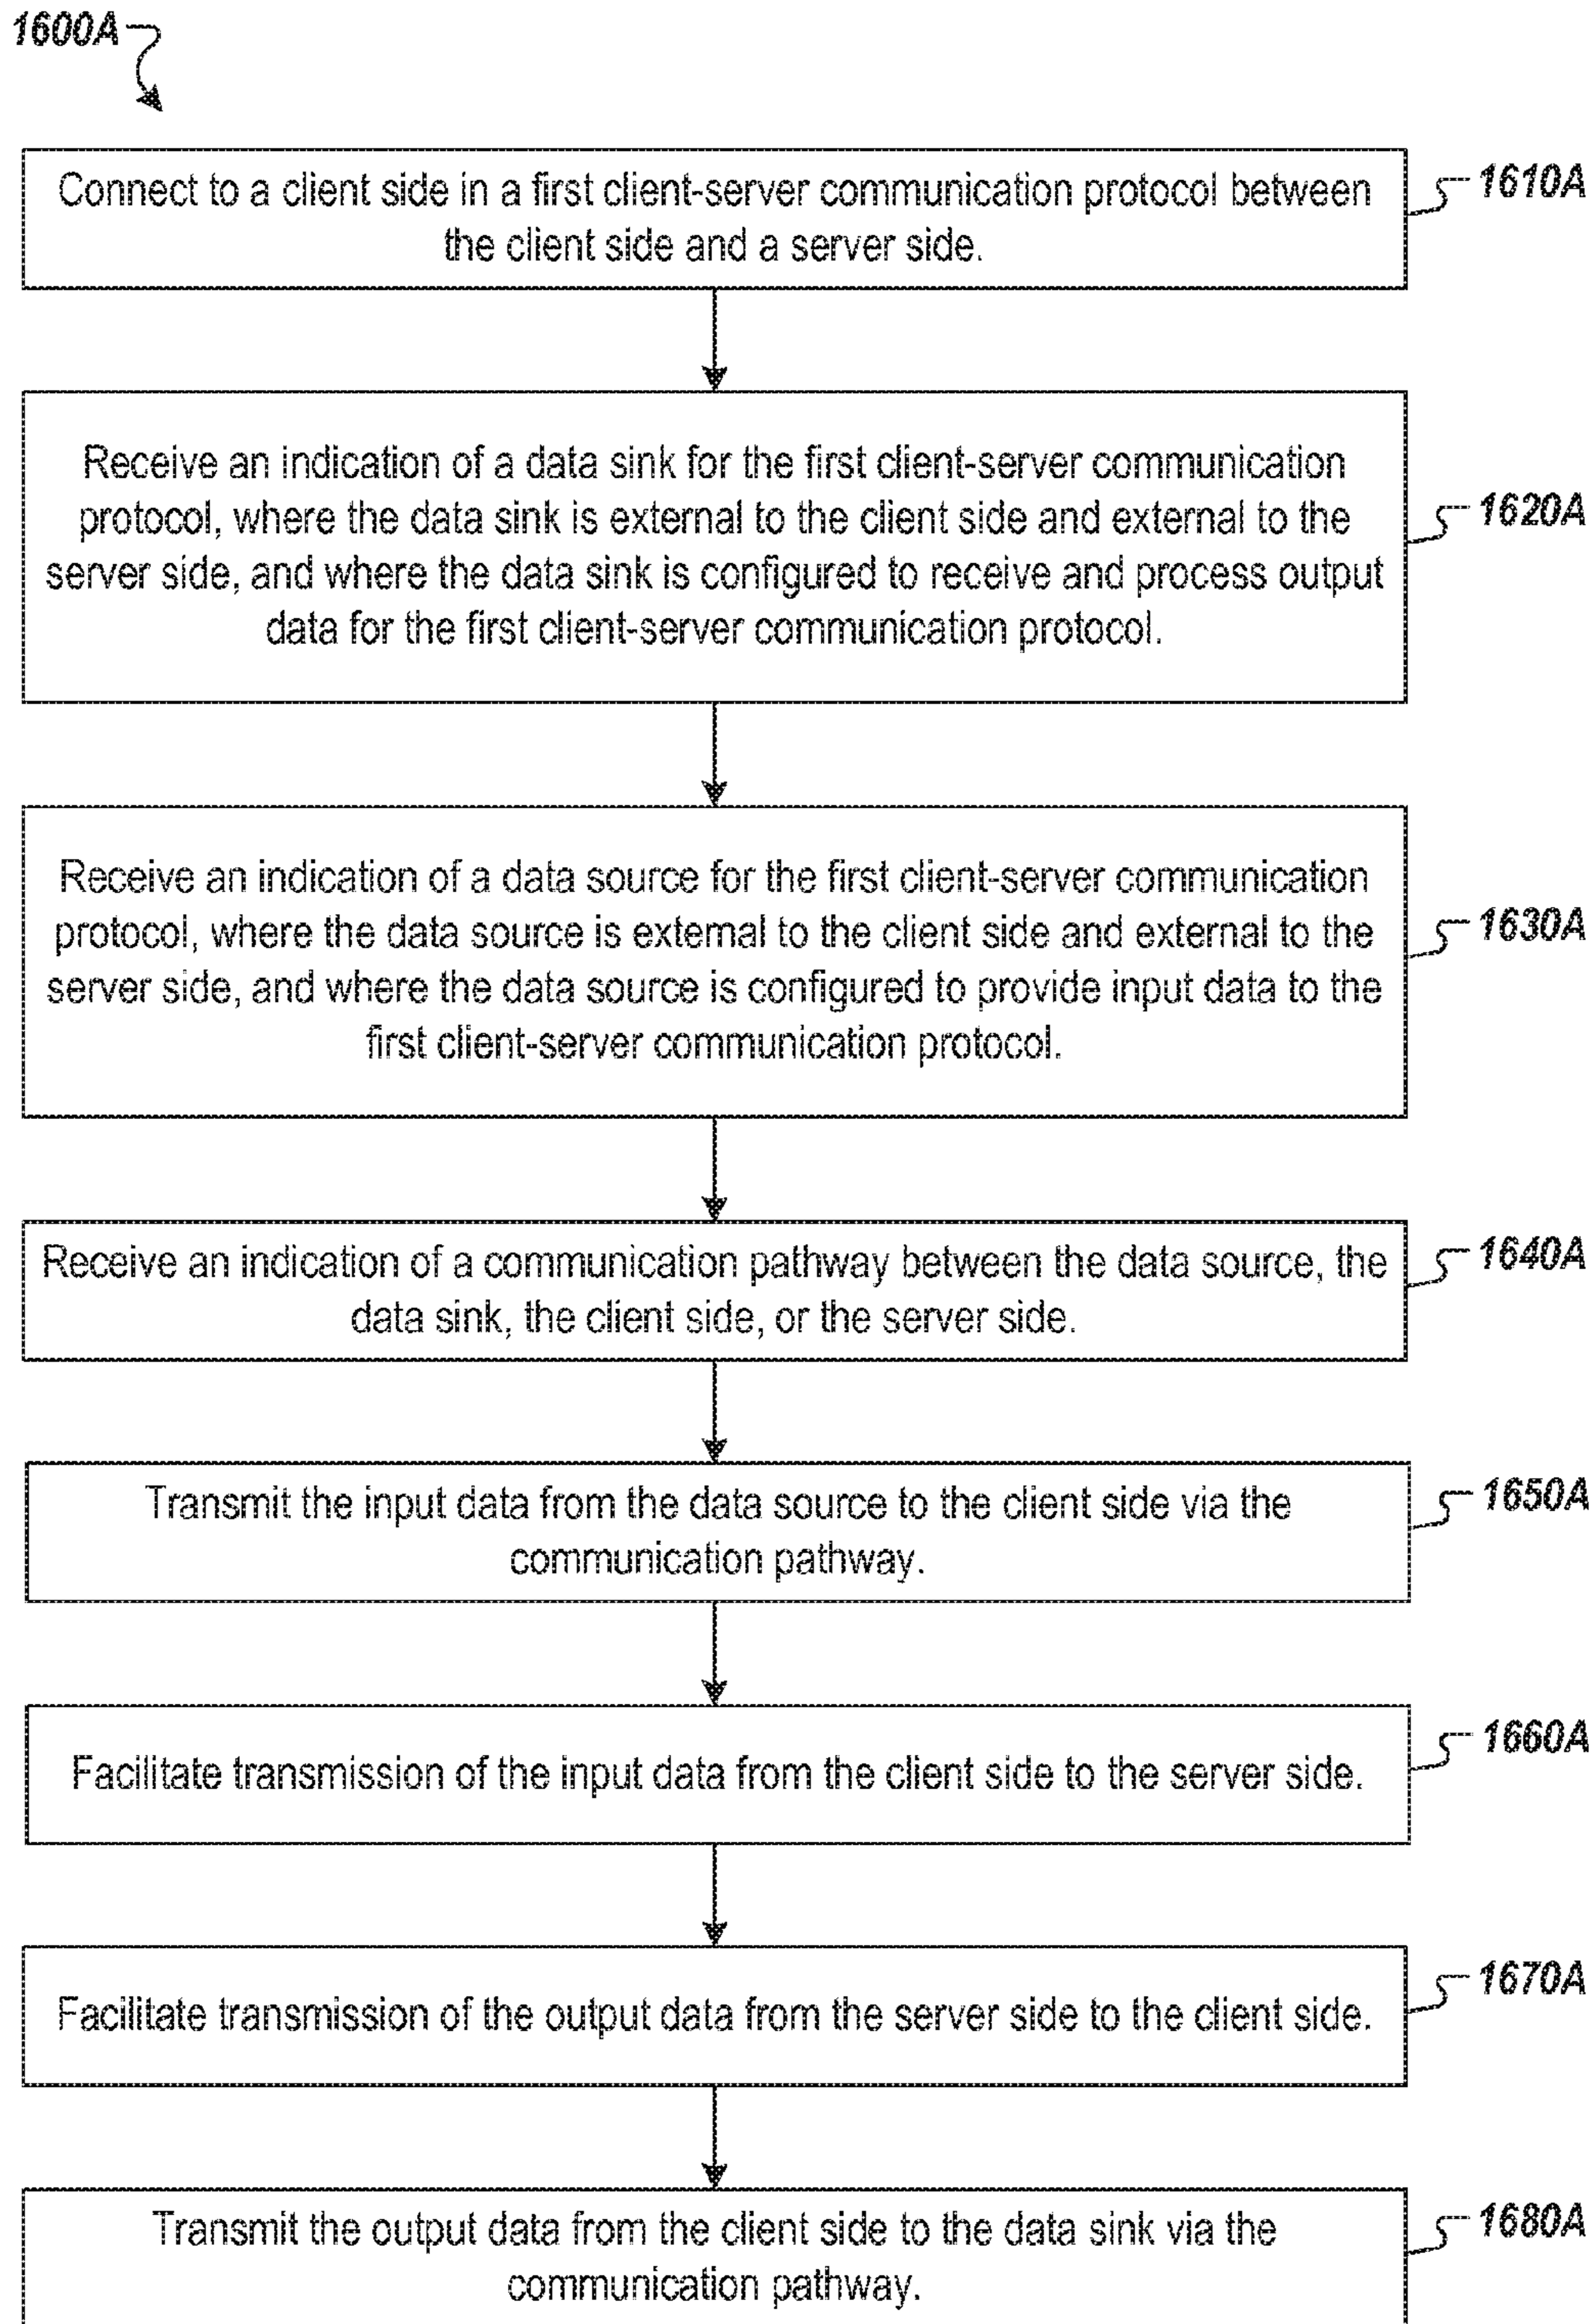 1600A
Connect to a client side in a first client-server communication protocol between
the client side and a server side.
1610A
Receive an indication of a data sink for the first client-server communication
protocol, where the data sink is external to the client side and external to the
server side, and where the data sink is configured to receive and process output
data for the first client-server communication protocol.
1620A
Receive an indication of a data source for the first client-server communication
protocol, where the data source is external to the client side and external to the
server side, and where the data source is configured to provide input data to the
first client-server communication protocol.
1630A
Receive an indication of a communication pathway between the data source, the
data sink, the client side, or the server side.
1640A
Transmit the input data from the data source to the client side via the
communication pathway.
1650A
Facilitate transmission of the input data from the client side to the server side.
1660A
Facilitate transmission of the output data from the server side to the client side.
1670A
Transmit the output data from the client side to the data sink via the
communication pathway.
1680A